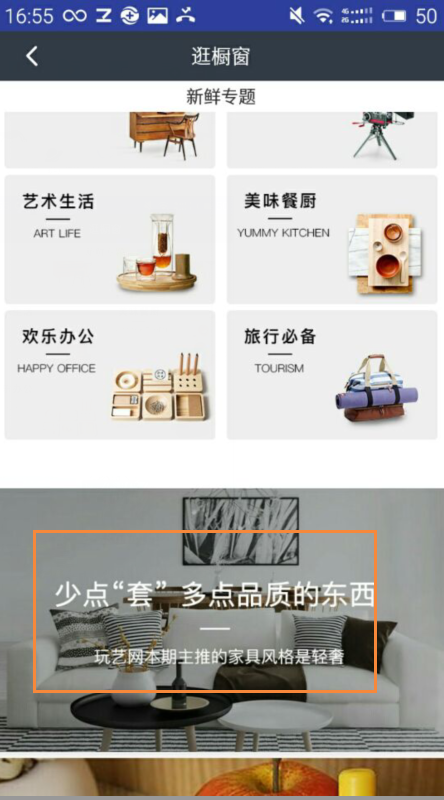 16:55
50
逛橱窗
新鲜专题
艺术生活
ART LIFE
美味餐厨
YUMMY KITCHEN
欢乐办公
HAPPY OFFICE
旅行必备
TOURISM
少点“套” 多点品质的东西
玩艺网本期主推的家具风格是轻奢